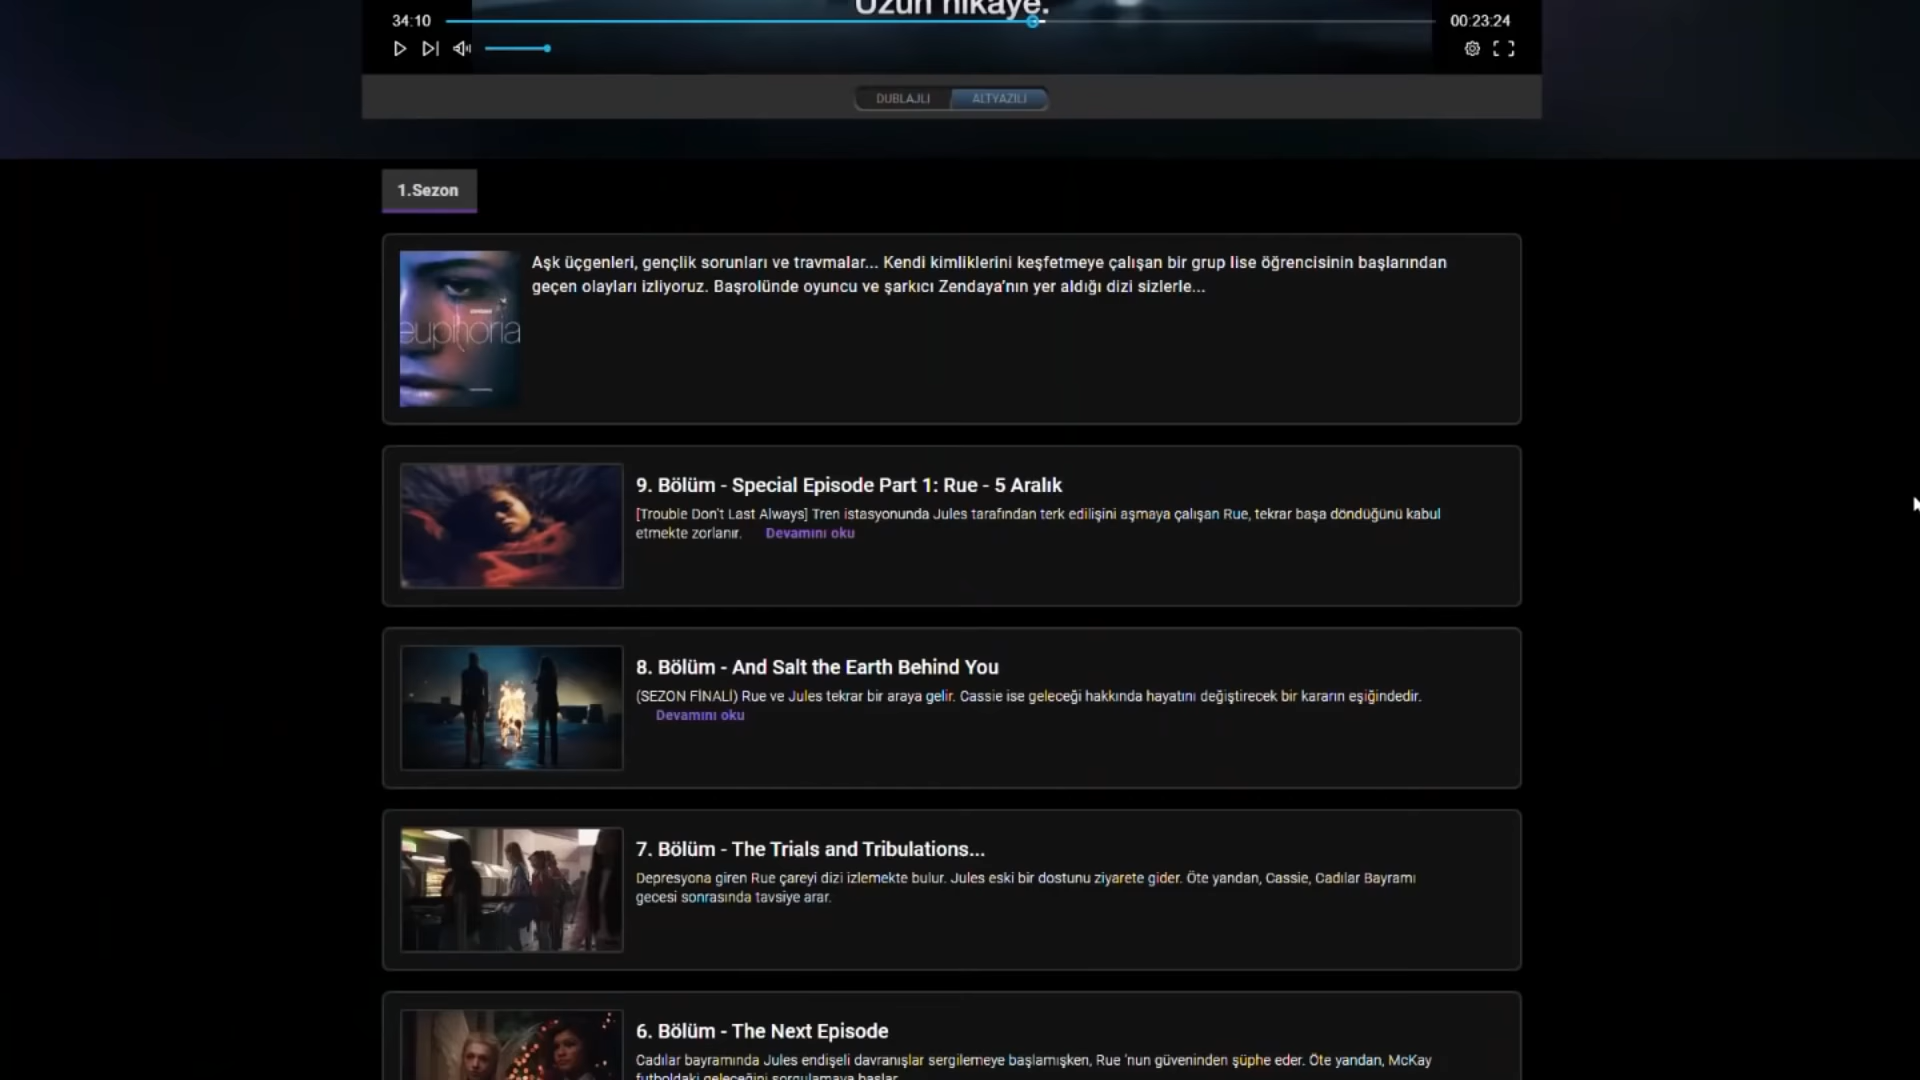 Uzun hikaye.
34:10
00:23:24
DUBLAJLI
ALTYAZILI
1.Sezon
euphoria
Aşk üçgenleri, gençlik sorunları ve travmalar... Kendi kimliklerini keşfetmeye çalışan bir grup lise öğrencisinin başlarından
geçen olayları izliyoruz. Başrolünde oyuncu ve şarkıcı Zendaya’nın yer aldığı dizi sizlerle...
9. Bölüm - Special Episode Part 1: Rue - 5 Aralık
[Trouble Don't Last Always] Tren istasyonunda Jules tarafından terk edilişini aşmaya çalışan Rue, tekrar başa döndüğünü kabul
etmekte zorlanır. Devamını oku
8. Bölüm - And Salt the Earth Behind You
(SEZON FİNALİ) Rue ve Jules tekrar bir araya gelir. Cassie ise geleceği hakkında hayatını değiştirecek bir kararın eşiğindedir.
Devamını oku
7. Bölüm - The Trials and Tribulations...
Depresyona giren Rue çareyi dizi izlemekte bulur. Jules eski bir dostunu ziyarete gider. Öte yandan, Cassie, Cadılar Bayramı
gecesi sonrasında tavsiye arar.
6. Bölüm - The Next Episode
Cadılar bayramında Jules endişeli davranışlar sergilemeye başlamışken, Rue 'nun güveninden şüphe eder. Öte yandan, McKay
futboldaki geleceğini sorgulamaya başlar.